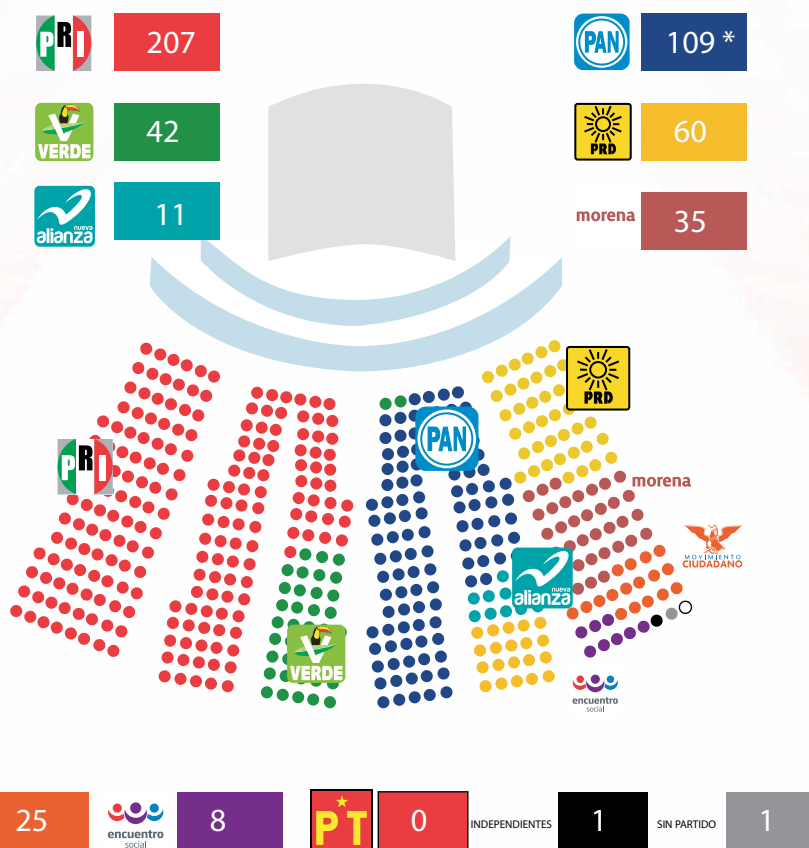 PRI
207
PAN
109 *
VERDE
42
PRD
60
nueva
alianza
11
morena
35
PRD
PAN
PRI
morena
MOVIMIENTO
CIUDADANO
nueva
alianza
VERDE
encuentro
social
25
encuentro
social
8
PT
0
INDEPENDIENTES
1
SIN PARTIDO
1